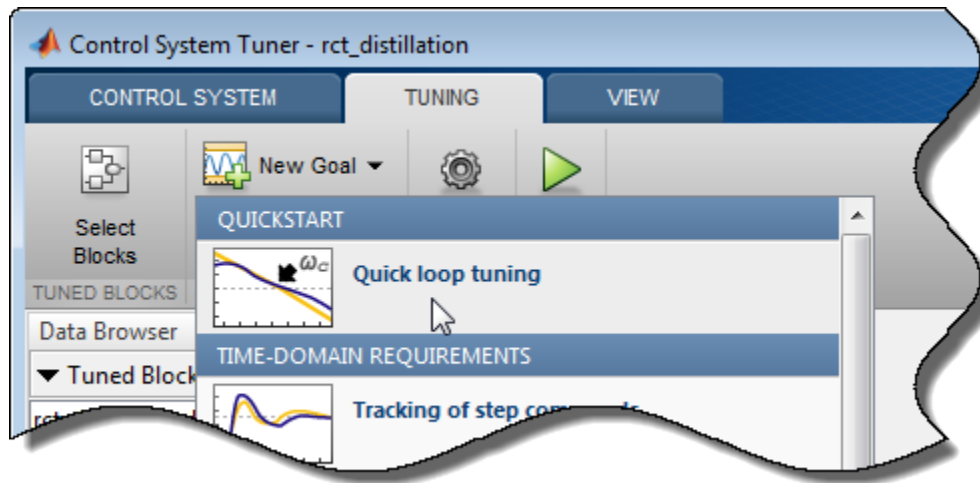 Control System Tuner - rct_distillation
CONTROL SYSTEM
TUNING
VIEW
New Goal
Select
Blocks
TUNED BLOCKS
QUICKSTART
ωc
Quick loop tuning
Data Browser
TIME-DOMAIN REQUIREMENTS
Tuned Block
Tracking of step